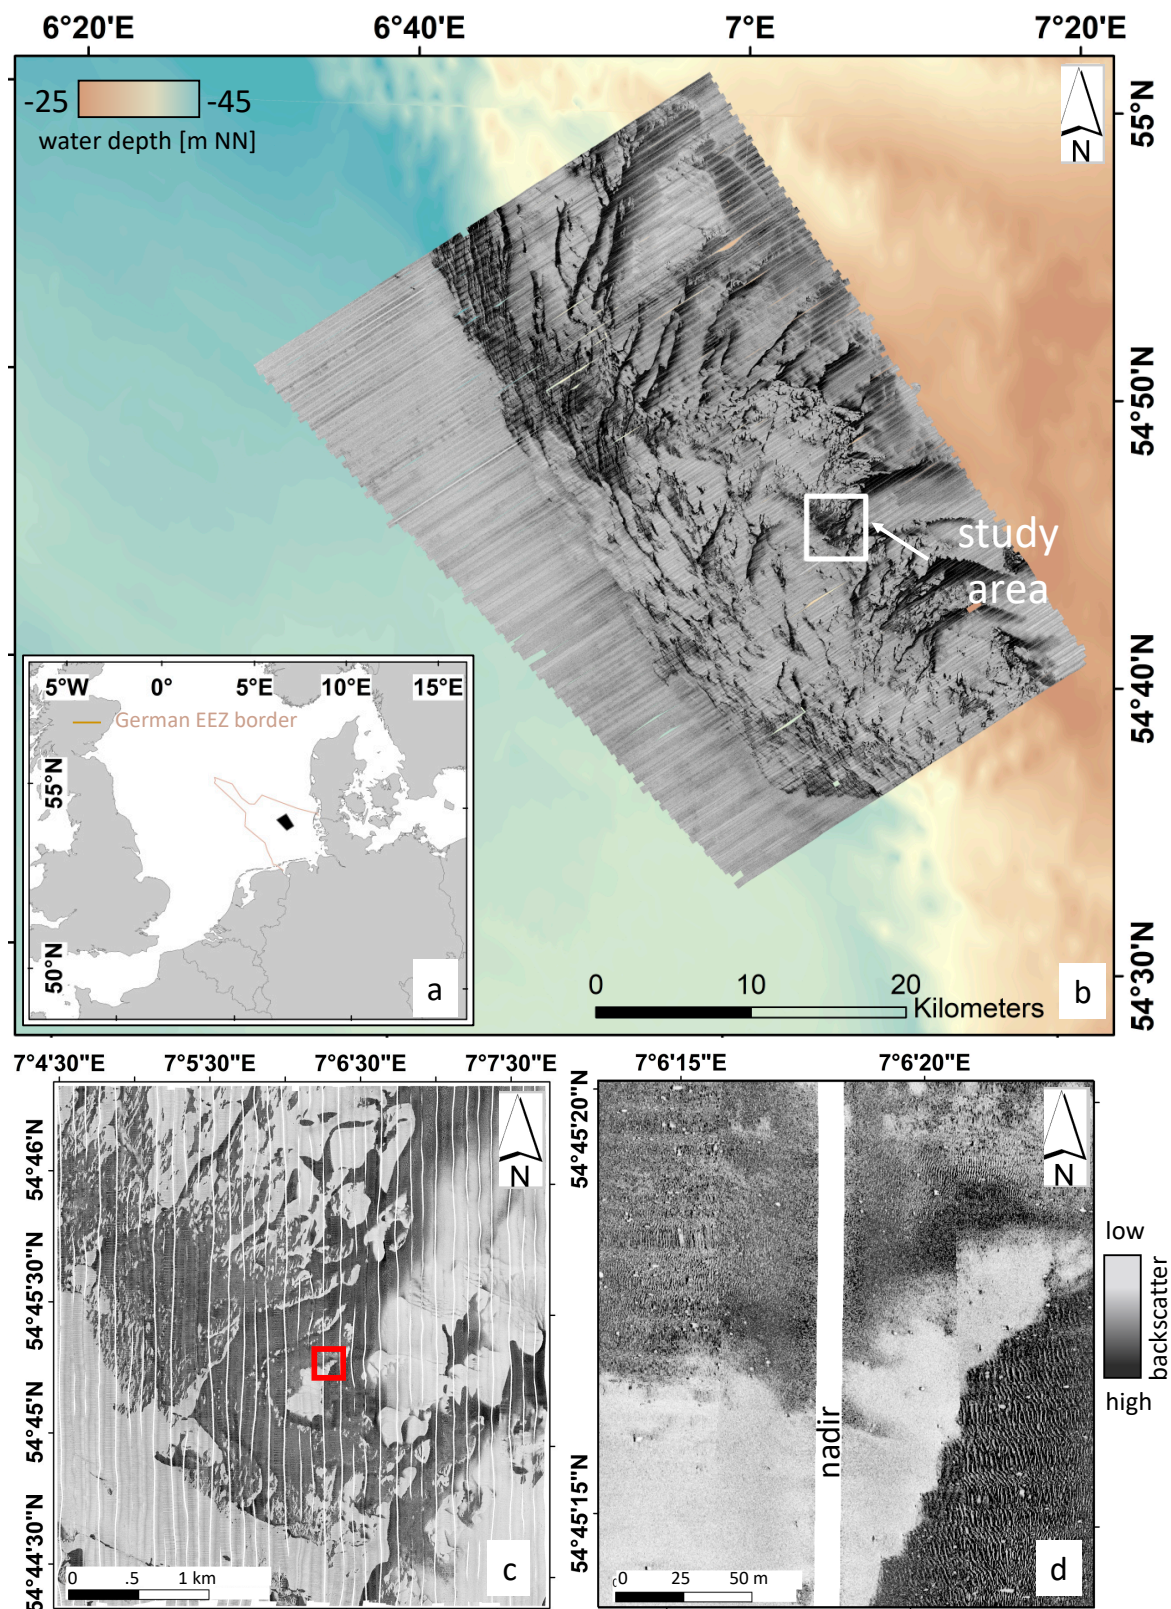 6°20'E 6°40'E 7°E 7°20'E
-25 -45
water depth [m NN]
N
55°N
54°50'N
54°40'N
54°30'N
study
area
5°W 0° 5°E 10°E 15°E
German EEZ border
55°N
50°N
a
0 10 20
Kilometers
b
7°4'30"E 7°5'30"E 7°6'30"E 7°7'30"E
54°46'N
54°45'30"N
54°45'N
54°44'30"N
N
0 .5 1 km
c
7°6'15"E 7°6'20"E
54°45'20"N
54°45'15"N
N
nadir
0 25 50 m
d
low
backscatter
high